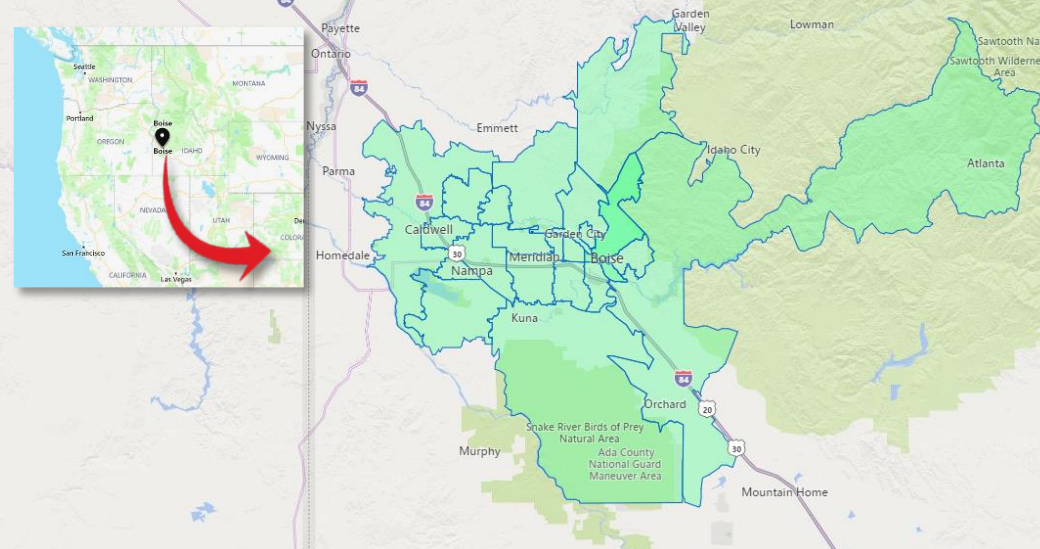 Seattle
WASHINGTON
MONTANA
Portland
Boise
Boise
OREGON
IDAHO
WYOMING
NEVADA
UTAH
San Francisco
CALIFORNIA
Las Vegas
Payette
Ontario
84
Nyssa
Parma
Emmett
Garden
Valley
Lowman
Sawtooth Na
Sawtooth Wilderne
Area
Idaho City
Atlanta
84
Caldwell
Garden City
Homedale
30
Nampa
Meridian
Boise
Kuna
84
Orchard
20
Snake River Birds of Prey
Natural Area
Ada County
National Guard
Maneuver Area
30
Murphy
Mountain Home